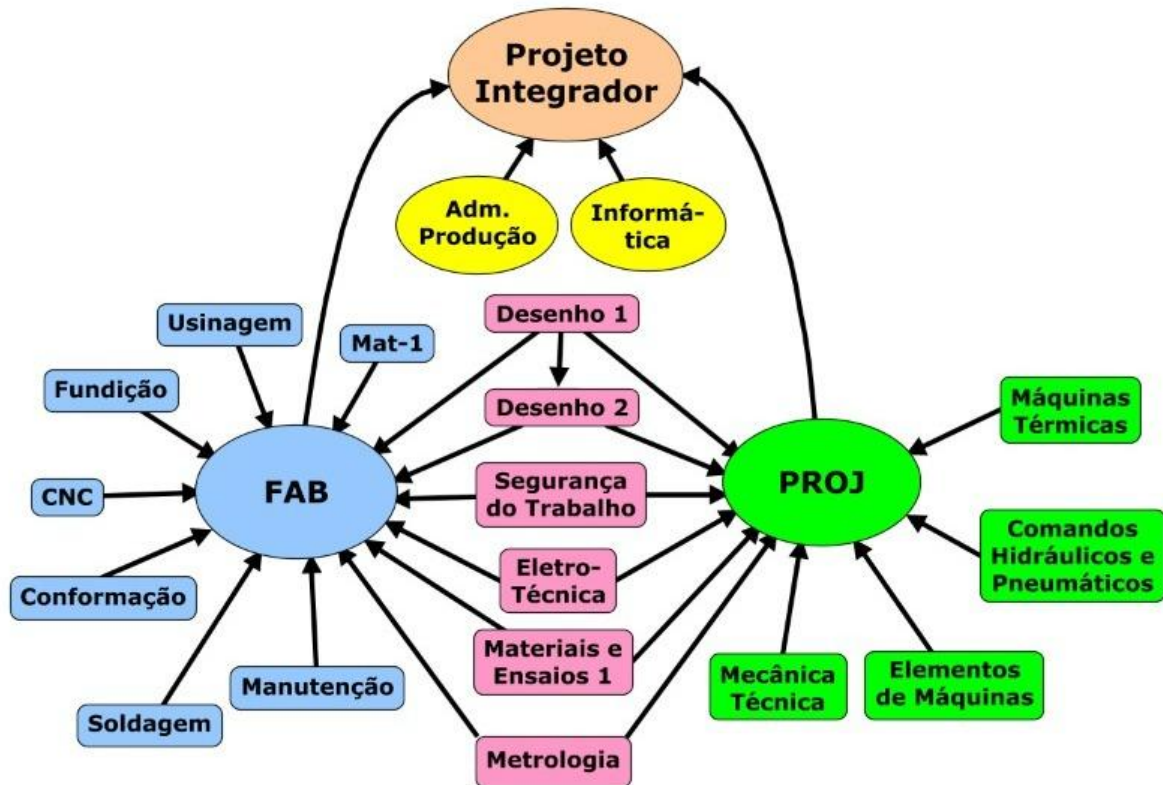 Projeto
Integrador
Adm.
Produção
Informá-
tica
Usinagem
Mat-1
Desenho 1
Fundição
Desenho 2
Máquinas
Térmicas
CNC
FAB
Segurança
do Trabalho
PROJ
Comandos
Hidráulicos e
Pneumáticos
Conformação
Eletro-
Técnica
Materiais e
Ensaios 1
Manutenção
Mecânica
Técnica
Elementos
de Máquinas
Soldagem
Metrologia